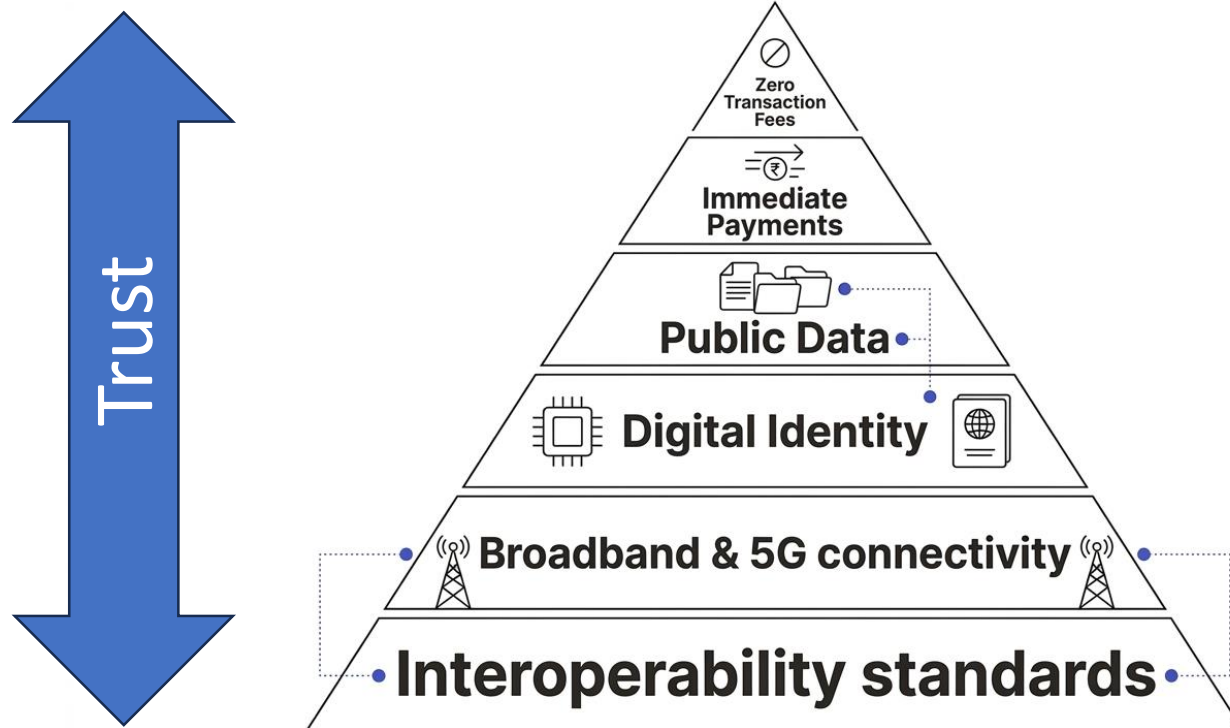 Trust
Zero
Transaction
Fees
₹
Immediate
Payments
Public Data
Digital Identity
Broadband & 5G connectivity
Interoperability standards